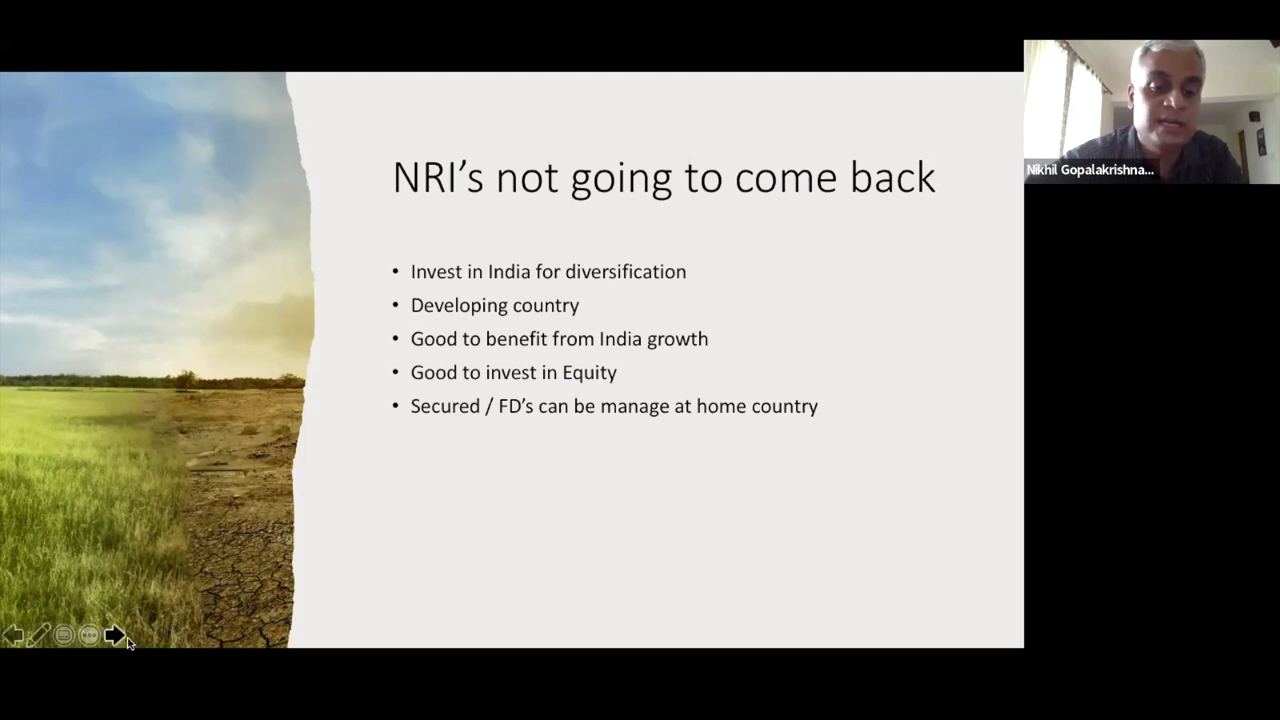 NRI’s not going to come back
• Invest in India for diversification
• Developing country
• Good to benefit from India growth
• Good to invest in Equity
• Secured / FD’s can be manage at home country
Nikhil Gopalakrishna...